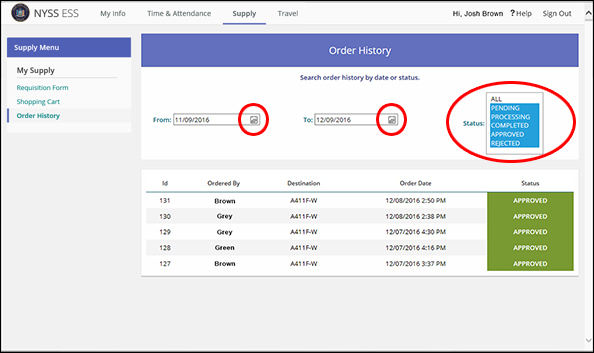 NYSS ESS My Info Time & Attendance Supply Travel Hi, Josh Brown ? Help Sign Out
Supply Menu
My Supply
Requisition Form
Shopping Cart
Order History
Order History
Search order history by date or status.
From: 11/09/2016 To: 12/09/2016 Status:
ALL
PENDING
PROCESSING
COMPLETED
APPROVED
REJECTED
Id Ordered By Destination Order Date Status
131 Brown A411F-W 12/08/2016 2:50 PM APPROVED
130 Grey A411F-W 12/08/2016 2:38 PM APPROVED
129 Grey A411F-W 12/07/2016 4:30 PM APPROVED
128 Green A411F-W 12/07/2016 4:16 PM APPROVED
127 Brown A411F-W 12/07/2016 3:37 PM APPROVED